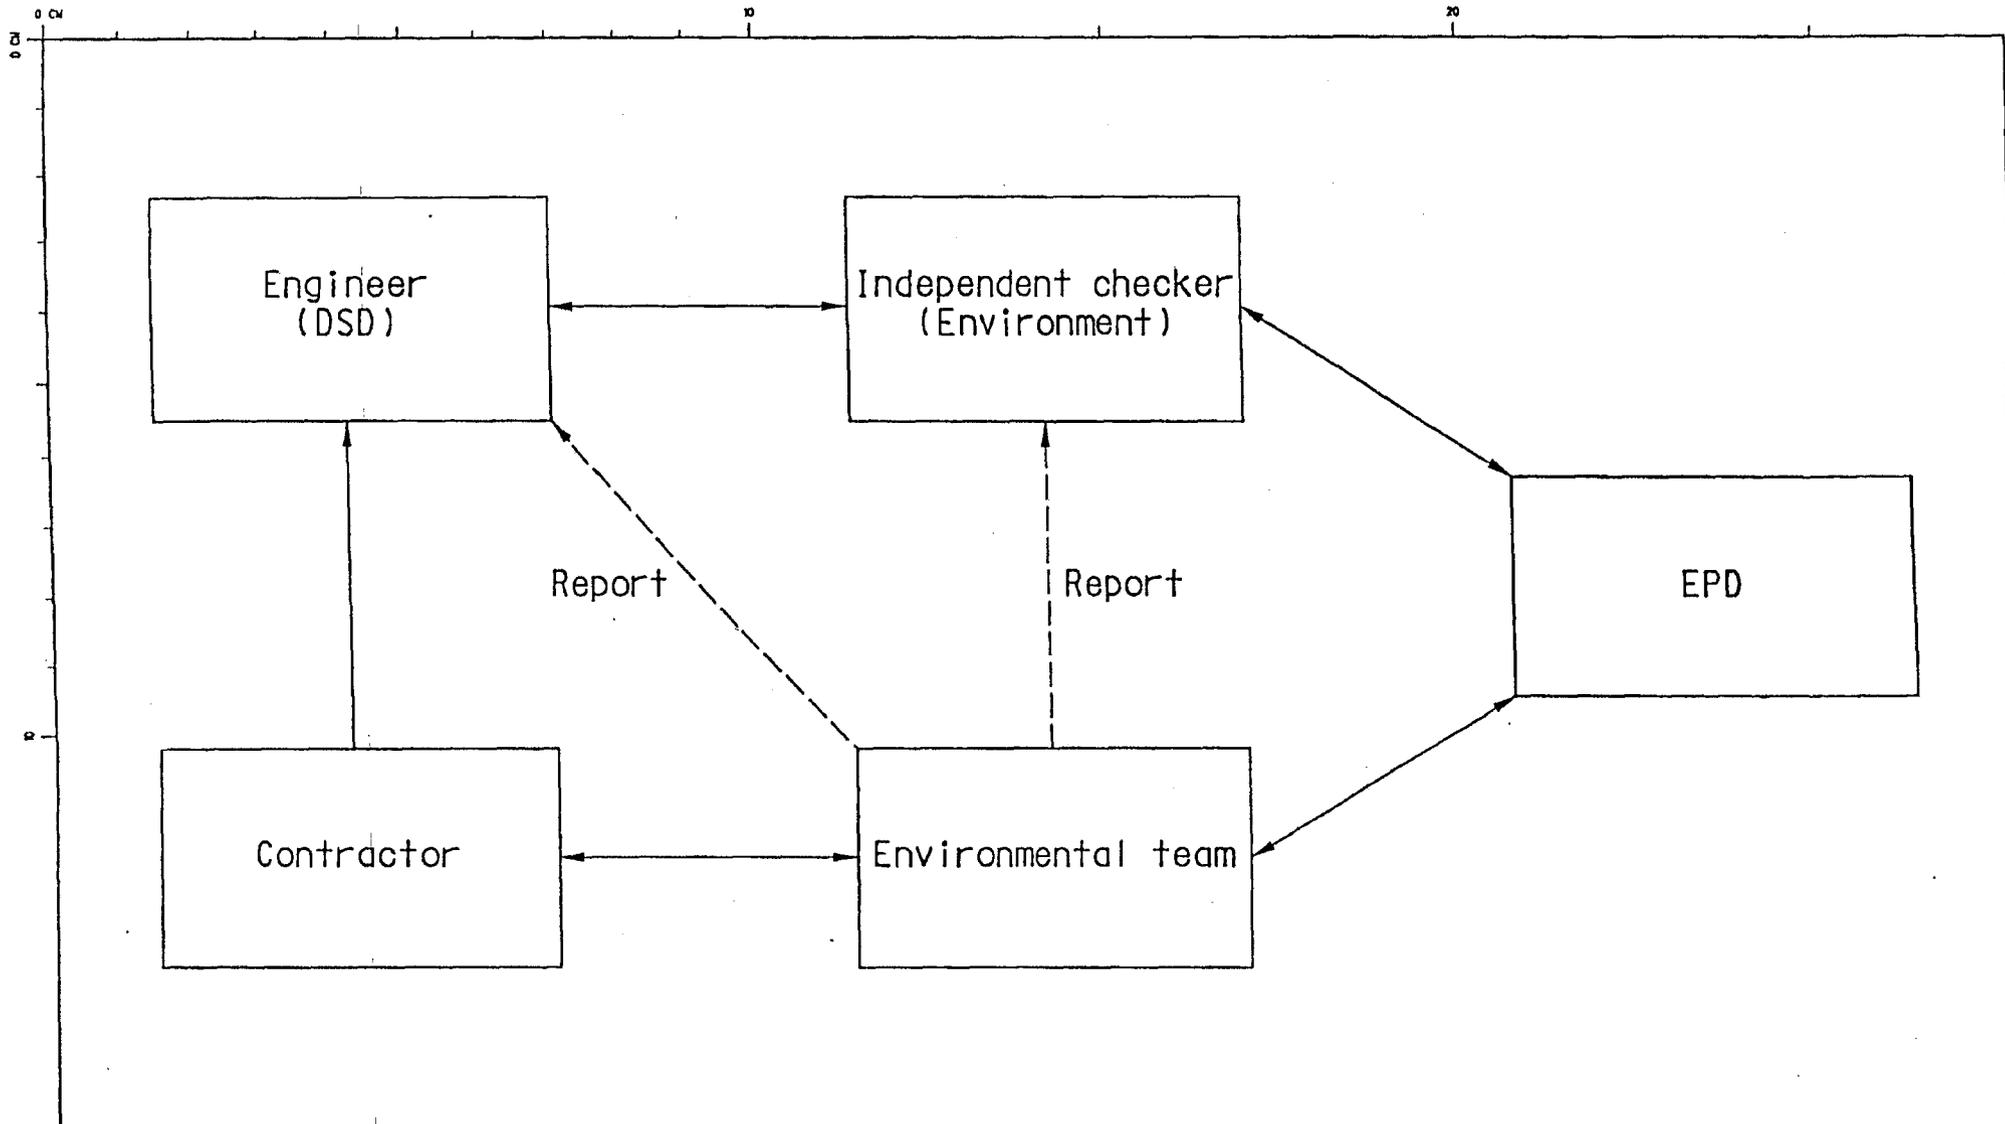 0 CM
10
20
0 CM
Engineer
(DSD)
Independent checker
(Environment)
Report
Report
EPD
10
Contractor
Environmental team